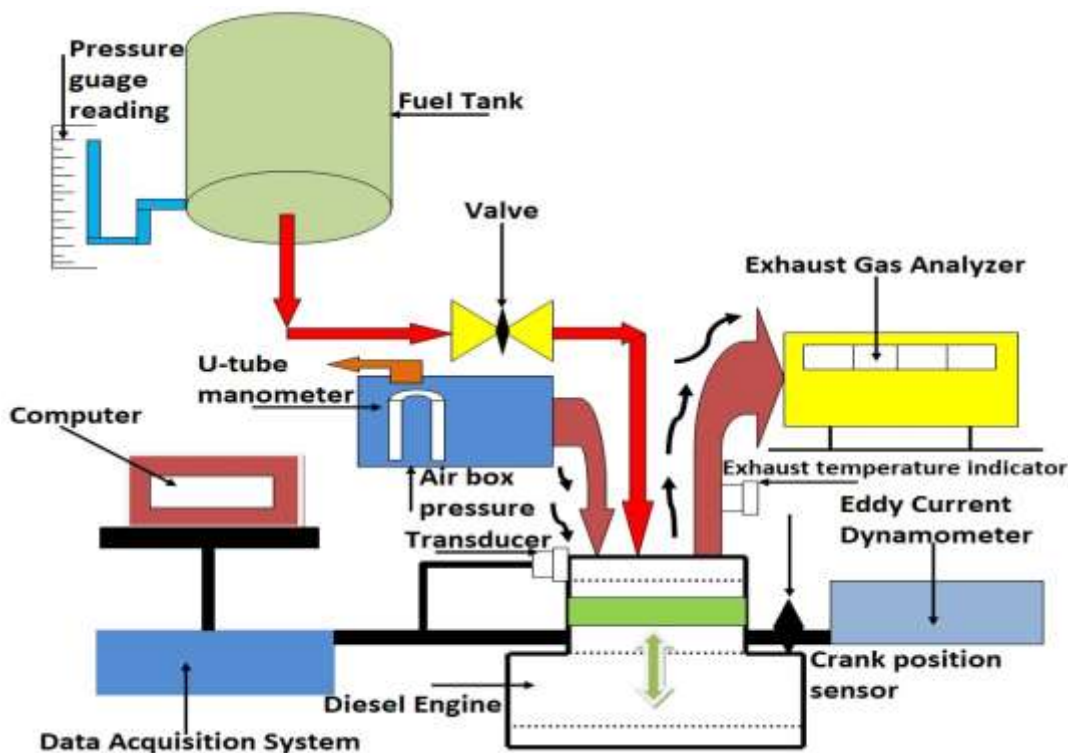 Pressure
guage
reading
Fuel Tank
Valve
Exhaust Gas Analyzer
U-tube
manometer
Computer
Air box
pressure
Exhaust temperature indicator
Transducer
Eddy Current
Dynamometer
Crank position
sensor
Diesel Engine
Data Acquisition System